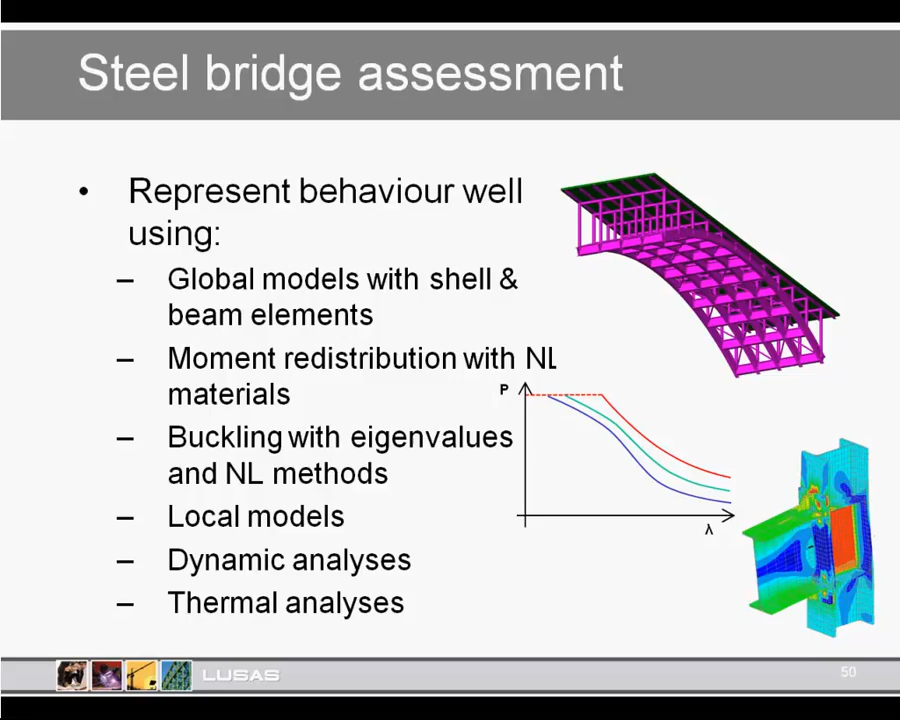 Steel bridge assessment
• Represent behaviour well
using:
– Global models with shell &
beam elements
– Moment redistribution with NL
materials
P
– Buckling with eigenvalues
and NL methods
– Local models
λ
– Dynamic analyses
– Thermal analyses
LUSAS
50